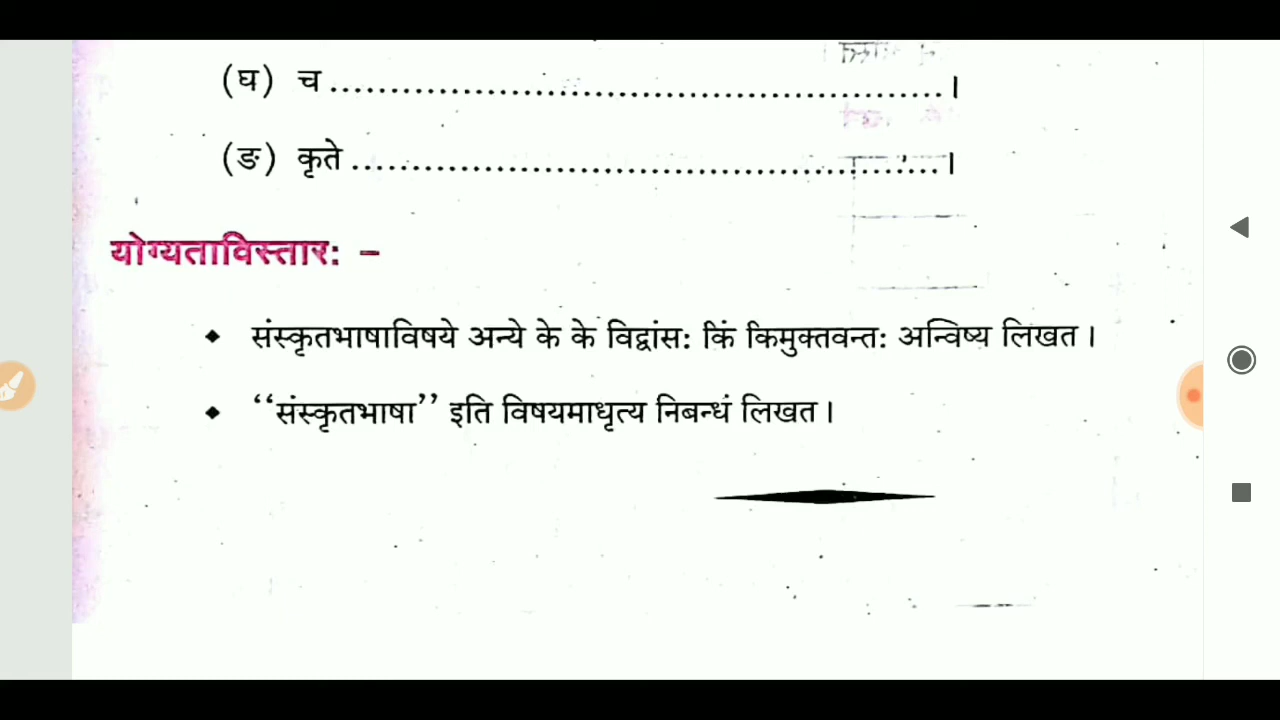 (घ) च ............................................... ।
(ङ) कृते ............................................... ।
योग्यताविस्तारः –
◆ संस्कृतभाषाविषये अन्ये के के विद्वांसः किं किमुक्तवन्तः अन्विष्य लिखत ।
◆ ‘‘संस्कृतभाषा’’ इति विषयमाधृत्य निबन्धं लिखत ।